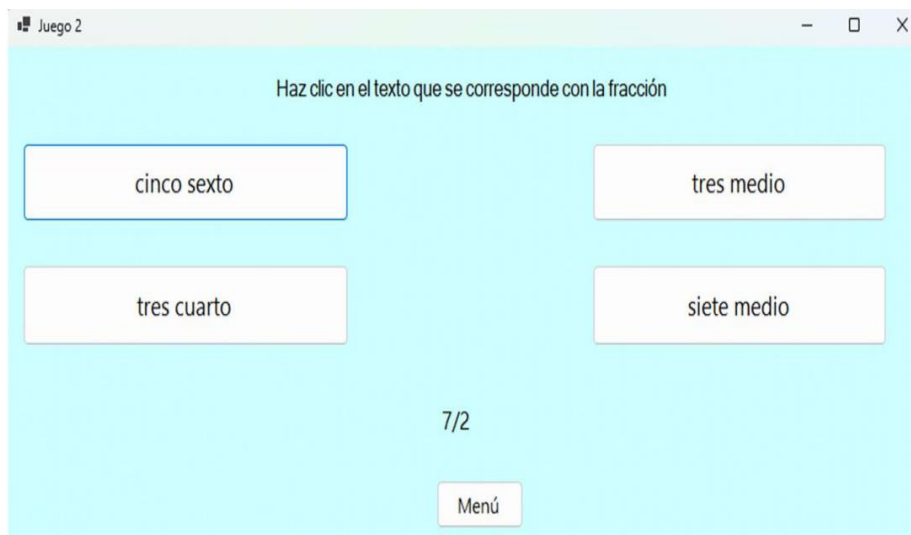 Juego 2
Haz clic en el texto que se corresponde con la fracción
cinco sexto
tres medio
tres cuarto
siete medio
7/2
Menú